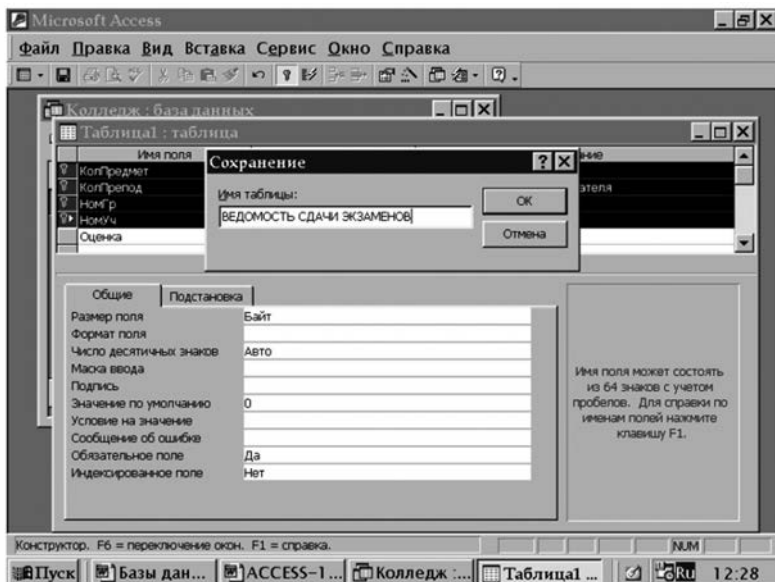 Microsoft Access
Файл Правка Вид Вставка Сервис Окно Справка
Колледж : база данных
Таблица1 : таблица
Имя поля
ние
КопПредмет
КопПрепод
ателя
НомГр
НомУч
Оценка
Сохранение
Имя таблицы:
ВЕДОМОСТЬ СДАЧИ ЭКЗАМЕНОВ
ОК
Отмена
Общие Подстановка
Размер поля Байт
Формат поля
Число десятичных знаков Авто
Маска ввода
Подпись
Значение по умолчанию 0
Условие на значение
Сообщение об ошибке
Обязательное поле Да
Индексированное поле Нет
Имя поля может состоять
из 64 знаков с учетом
пробелов. Для справки по
именам полей нажмите
клавишу F1.
Конструктор. F6 = переключение окон. F1 = справка. NUM
Пуск Базы дан... ACCESS-1... Колледж :... Таблица1 ... Ru 12:28